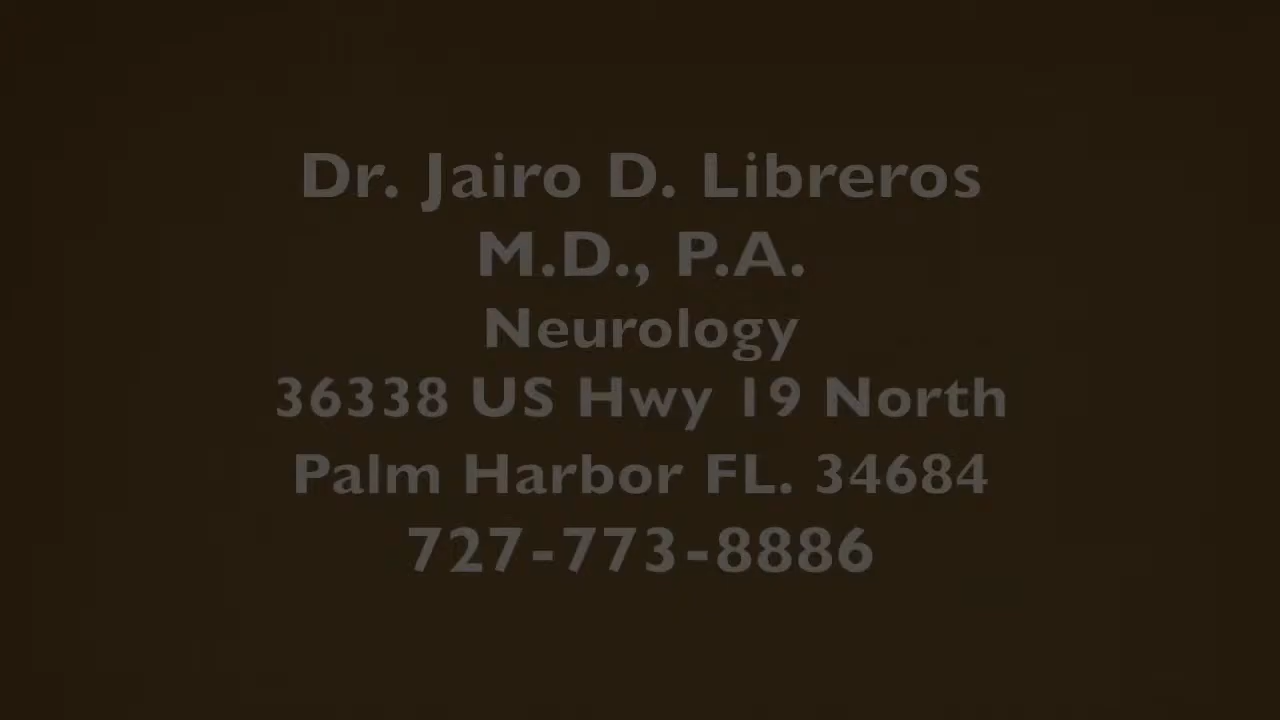 Dr. Jairo D. Libreros
M.D., P.A.
Neurology
36338 US Hwy 19 North
Palm Harbor FL. 34684
727-773-8886